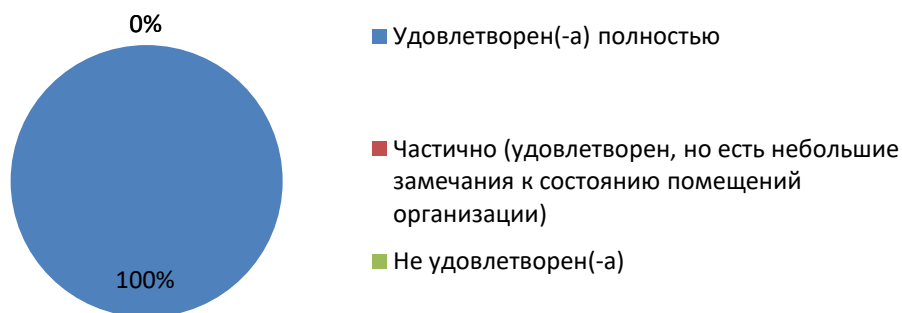 0%
100%
Удовлетворен(-а) полностью
Частично (удовлетворен, но есть небольшие
замечания к состоянию помещений
организации)
Не удовлетворен(-а)